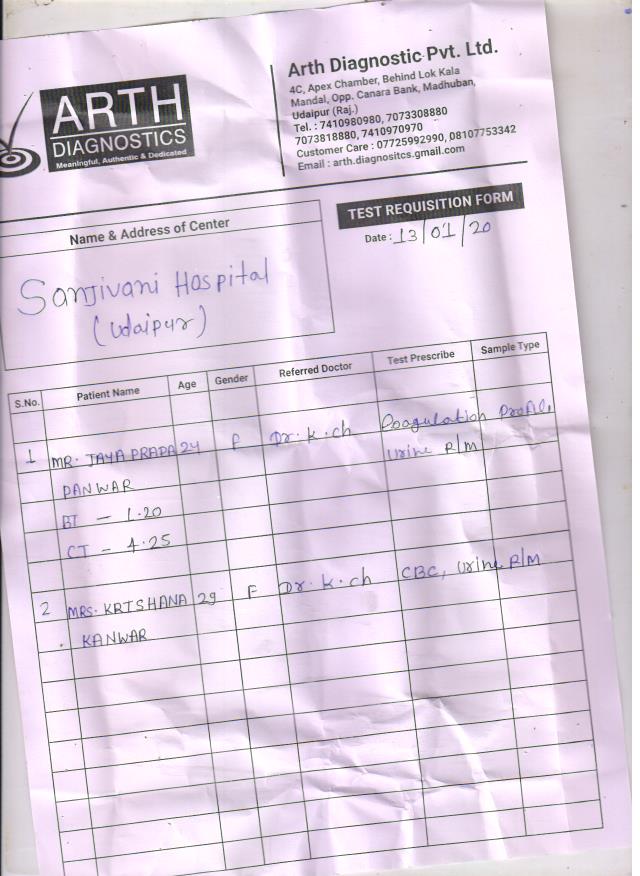 ARTH
DIAGNOSTICS
Meaningful, Authentic & Dedicated
Arth Diagnostic Pvt. Ltd.
4C, Apex Chamber, Behind Lok Kala
Mandal, Opp. Canara Bank, Madhuban,
Udaipur (Raj.)
Tel. : 7410980980, 7073308880
7073818880, 7410970970
Customer Care : 07725992990, 08107753342
Email : arth.diagnositcs.gmail.com
TEST REQUISITION FORM
Date : 13/01/20
Name & Address of Center
Sanjivani Hospital
(Udaipur)
S.No. Patient Name Age Gender Referred Doctor Test Prescribe Sample Type
1 MR. JAYA PRADA 24 F Dr. K. ch Coagulation Profile,
PANWAR Urine R/M
BT - 1.20
CT - 4.25
2 MRS. KRISHANA 29 F Dr. K. ch CBC, Urine R/M
KANWAR